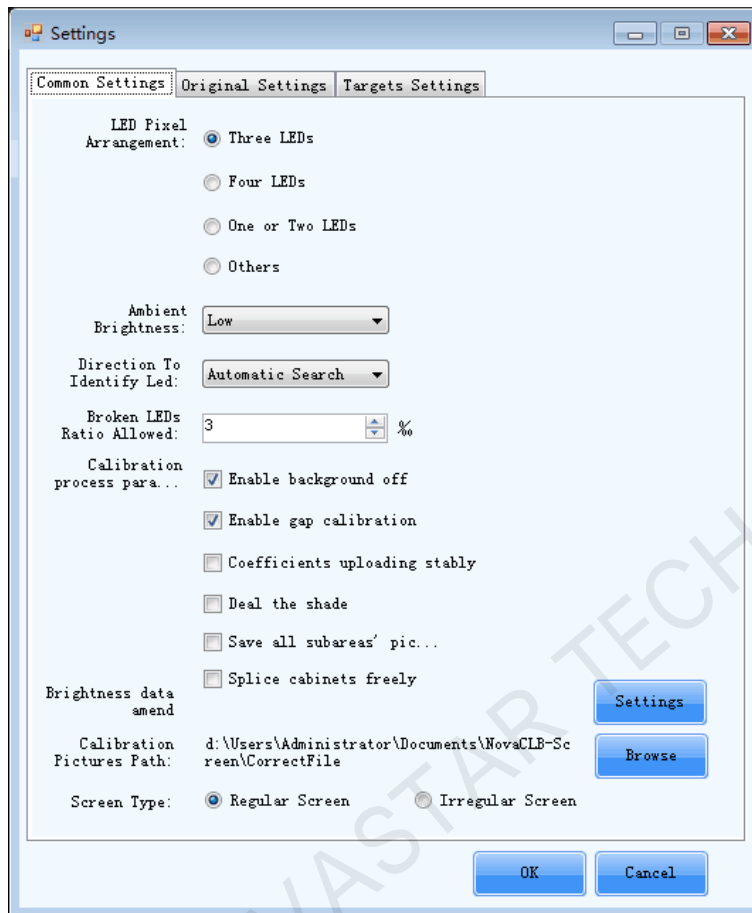 Settings
Common Settings Original Settings Targets Settings
LED Pixel
Arrangement:
Three LEDs
Four LEDs
One or Two LEDs
Others
Ambient
Brightness:
Low
Direction To
Identify Led:
Automatic Search
Broken LEDs
Ratio Allowed:
3 ‰
Calibration
process para...
Enable background off
Enable gap calibration
Coefficients uploading stably
Deal the shade
Save all subareas' pic...
Splice cabinets freely
Brightness data
amend
Settings
Calibration
Pictures Path:
d:\Users\Administrator\Documents\NovaCLB-Sc
reen\CorrectFile
Browse
Screen Type:
Regular Screen Irregular Screen
OK Cancel
VASTAR TECH